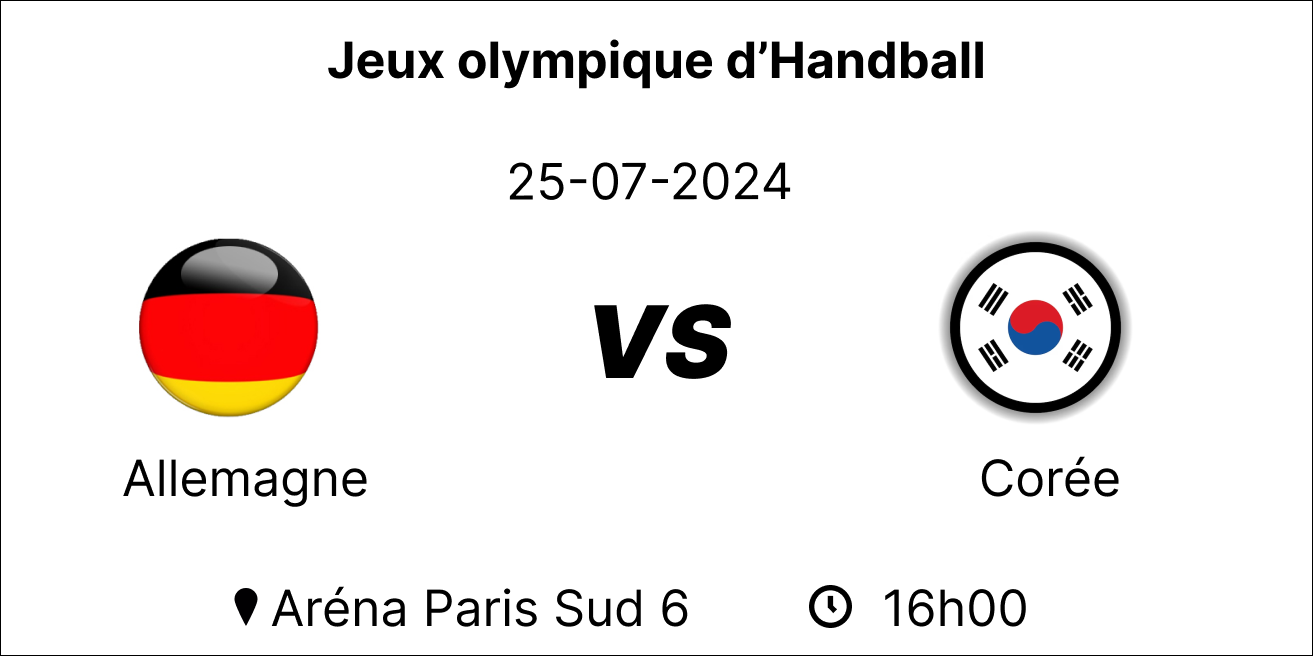 Jeux olympique d’Handball
25-07-2024
VS
Allemagne
Corée
Aréna Paris Sud 6
16h00